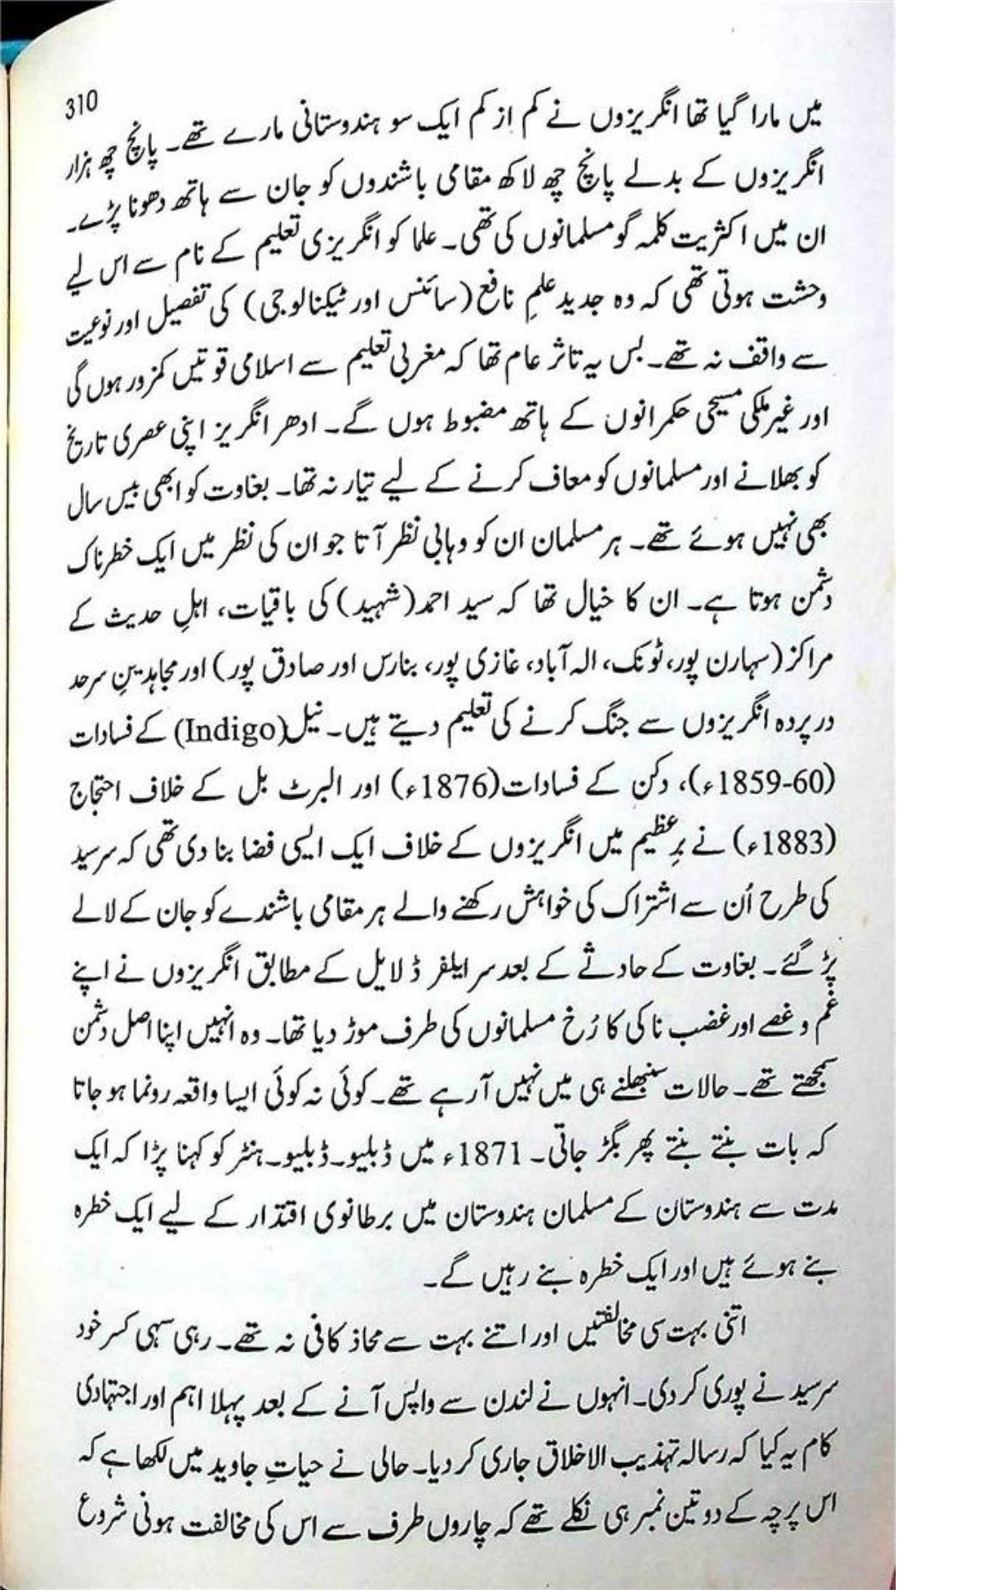 310
میں مارا گیا تھا انگریزوں نے کم از کم ایک سو ہندوستانی مارے تھے۔ پانچ چھ ہزار
انگریزوں کے بدلے پانچ چھ لاکھ مقامی باشندوں کو جان سے ہاتھ دھونا پڑے۔
ان میں اکثریت کلمہ گو مسلمانوں کی تھی۔ علما کو انگریزی تعلیم کے نام سے اس لیے
وحشت ہوتی تھی کہ وہ جدید علمِ نافع (سائنس اور ٹیکنالوجی) کی تفصیل اور نوعیت
سے واقف نہ تھے۔ بس یہ تاثر عام تھا کہ مغربی تعلیم سے اسلامی قوتیں کمزور ہوں گی
اور غیر ملکی مسیحی حکمرانوں کے ہاتھ مضبوط ہوں گے۔ ادھر انگریز اپنی عصری تاریخ
کو بھلانے اور مسلمانوں کو معاف کرنے کے لیے تیار نہ تھا۔ بغاوت کو ابھی بیس سال
بھی نہیں ہوئے تھے۔ ہر مسلمان ان کو وہابی نظر آتا جو ان کی نظر میں ایک خطرناک
دشمن ہوتا ہے۔ ان کا خیال تھا کہ سید احمد (شہید) کی باقیات، اہلِ حدیث کے
مراکز (سہارن پور، ٹونک، الہ آباد، غازی پور، بنارس اور صادق پور) اور مجاہدینِ سرحد
در پردہ انگریزوں سے جنگ کرنے کی تعلیم دیتے ہیں۔ نیل (Indigo) کے فسادات
(1859-60ء)، دکن کے فسادات (1876ء) اور البرٹ بل کے خلاف احتجاج
(1883ء) نے برِعظیم میں انگریزوں کے خلاف ایک ایسی فضا بنا دی تھی کہ سرسید
کی طرح اُن سے اشتراک کی خواہش رکھنے والے ہر مقامی باشندے کو جان کے لالے
پڑ گئے۔ بغاوت کے حادثے کے بعد سر ایلفرڈ لایل کے مطابق انگریزوں نے اپنے
غم و غصے اور غضب ناکی کا رُخ مسلمانوں کی طرف موڑ دیا تھا۔ وہ انہیں اپنا اصل دشمن
سمجھتے تھے۔ حالات سنبھلنے ہی میں نہیں آ رہے تھے۔ کوئی نہ کوئی ایسا واقعہ رونما ہو جاتا
کہ بات بنتے بنتے پھر بگڑ جاتی۔ 1871ء میں ڈبلیو۔ ڈبلیو۔ ہنٹر کو کہنا پڑا کہ ایک
مدت سے ہندوستان کے مسلمان ہندوستان میں برطانوی اقتدار کے لیے ایک خطرہ
بنے ہوئے ہیں اور ایک خطرہ بنے رہیں گے۔
اتنی بہت سی مخالفتیں اور اتنے بہت سے محاذ کافی نہ تھے۔ رہی سہی کسر خود
سرسید نے پوری کر دی۔ انہوں نے لندن سے واپس آنے کے بعد پہلا اہم اور اجتہادی
کام یہ کیا کہ رسالہ تہذیب الاخلاق جاری کر دیا۔ حالی نے حیاتِ جاوید میں لکھا ہے کہ
اس پرچہ کے دو تین نمبر ہی نکلے تھے کہ چاروں طرف سے اس کی مخالفت ہونی شروع